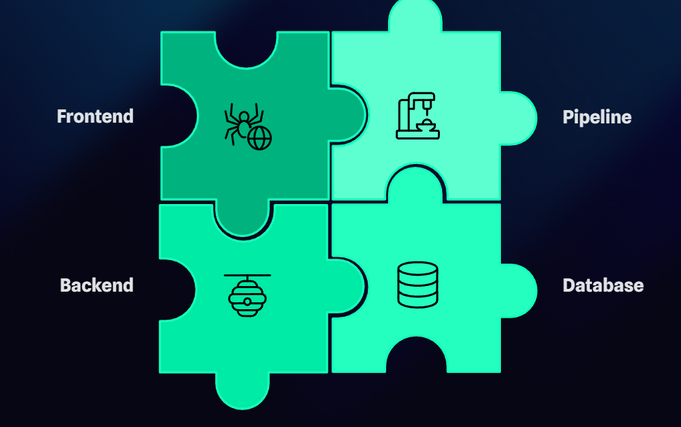 Frontend
Pipeline
Backend
Database